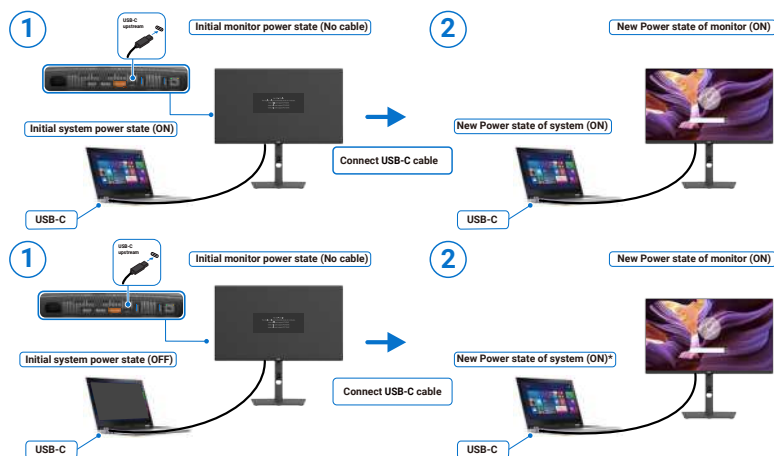 1
USB-C
upstream
Initial monitor power state (No cable)
2
New Power state of monitor (ON)
Initial system power state (ON)
New Power state of system (ON)
Connect USB-C cable
USB-C
USB-C
1
USB-C
upstream
Initial monitor power state (No cable)
2
New Power state of monitor (ON)
Initial system power state (OFF)
New Power state of system (ON)*
Connect USB-C cable
USB-C
USB-C